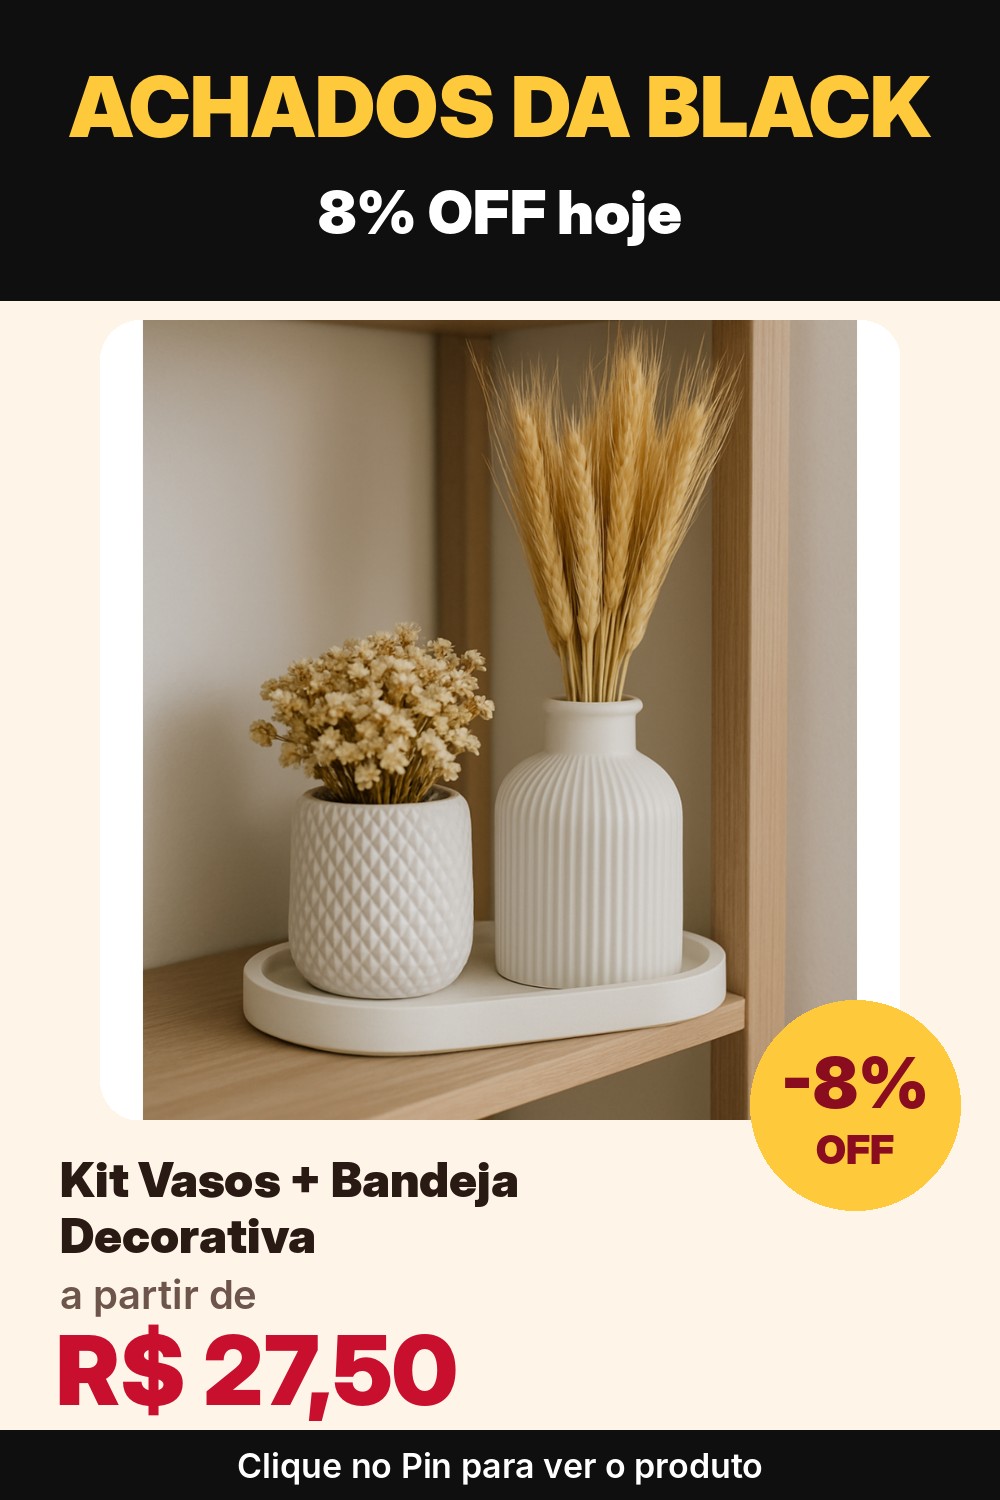 ACHADOS DA BLACK
8% OFF hoje
-8%
OFF
Kit Vasos + Bandeja
Decorativa
a partir de
R$ 27,50
Clique no Pin para ver o produto